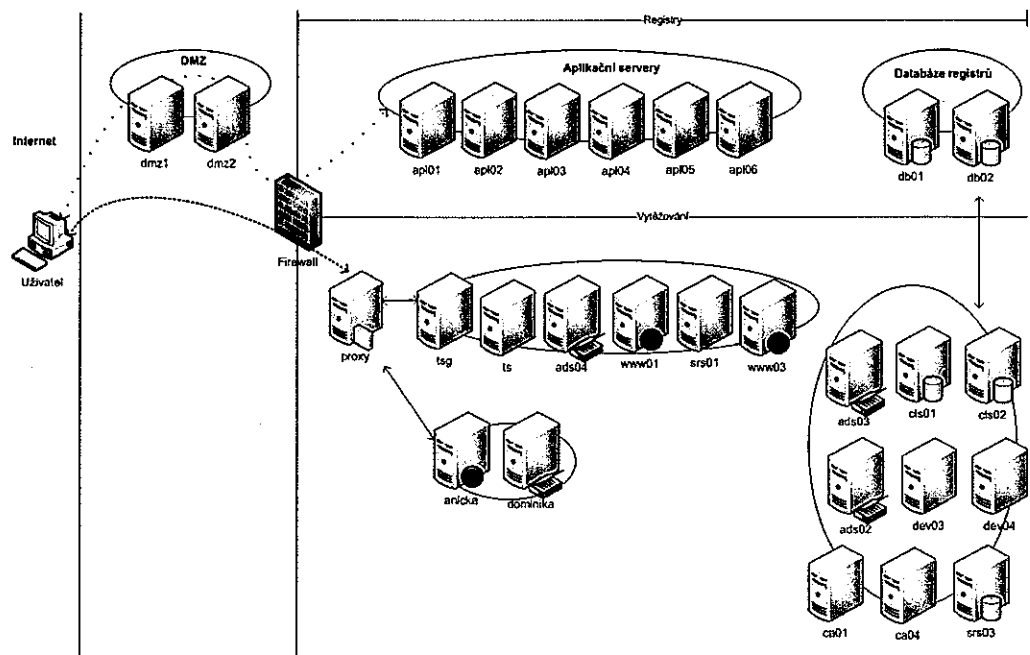 Registry
DMZ
Aplikační servery
Databáze registrů
Internet
dmz1
dmz2
apl01
apl02
apl03
apl04
apl05
apl06
db01
db02
Vytěžování
Firewall
Uživatel
proxy
tsg
ts
ads04
www01
srs01
www03
ads03
cls01
cls02
anicka
dominika
ads02
dev03
dev04
ca01
ca04
srs03